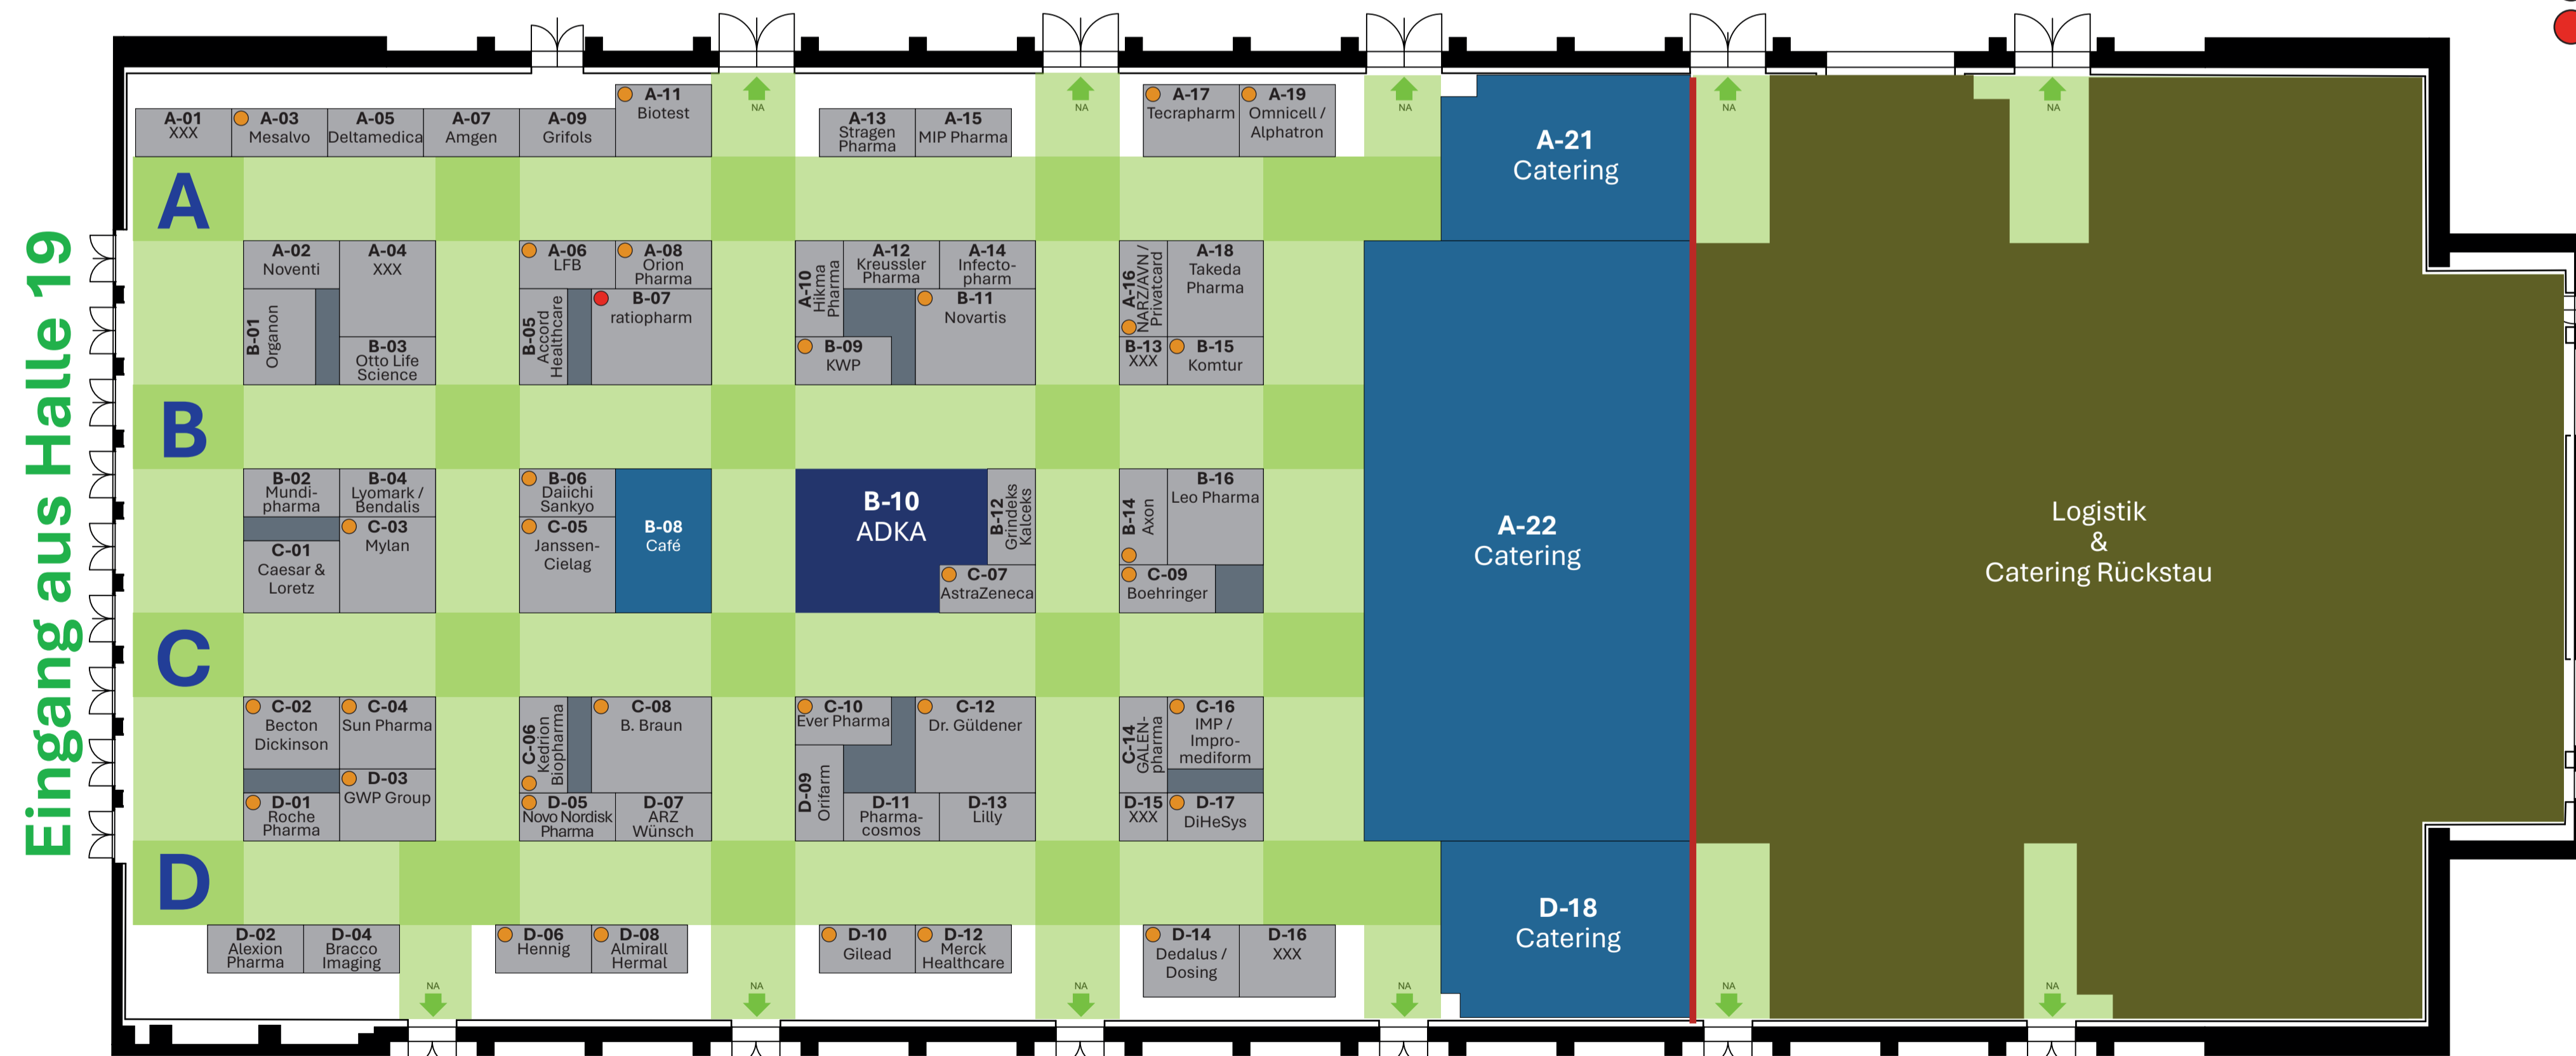 Eingang aus Halle 19
A-01
XXX
A-03
Mesalvo
A-05
Deltamedica
A-07
Amgen
A-09
Grifols
A-11
Biotest
NA
A-13
Stragen
Pharma
A-15
MIP Pharma
NA
A-17
Tecrapharm
A-19
Omnicell /
Alphatron
NA
A-21
Catering
NA
NA
A
A-02
Noventi
A-04
XXX
B-01
Organon
B-03
Otto Life
Science
A-06
LFB
A-08
Orion
Pharma
B-05
Accord
Healthcare
B-07
ratiopharm
A-10
Hikma
Pharma
A-12
Kreussler
Pharma
A-14
Infecto-
pharm
B-09
KWP
B-11
Novartis
A-16
NARZ/AVN/
Privatcard
A-18
Takeda
Pharma
B-13
XXX
B-15
Komtur
B
B-02
Mundi-
pharma
B-04
Lyomark /
Bendalis
C-01
Caesar &
Loretz
C-03
Mylan
B-06
Daiichi
Sankyo
C-05
Janssen-
Cielag
B-08
Café
B-10
ADKA
B-12
Grindeks
Kalceks
C-07
AstraZeneca
B-14
Axon
B-16
Leo Pharma
C-09
Boehringer
A-22
Catering
Logistik
&
Catering Rückstau
C
C-02
Becton
Dickinson
C-04
Sun Pharma
D-01
Roche
Pharma
D-03
GWP Group
C-06
Kedrion
Biopharma
C-08
B. Braun
D-05
Novo Nordisk
Pharma
D-07
ARZ
Wünsch
C-10
Ever Pharma
C-12
Dr. Güldener
D-09
Orifarm
D-11
Pharma-
cosmos
D-13
Lilly
C-14
GALEN-
pharma
C-16
IMP /
Impro-
mediform
D-15
XXX
D-17
DiHeSys
D
D-02
Alexion
Pharma
D-04
Bracco
Imaging
NA
D-06
Hennig
D-08
Almirall
Hermal
NA
D-10
Gilead
D-12
Merck
Healthcare
NA
D-14
Dedalus /
Dosing
D-16
XXX
NA
D-18
Catering
NA
NA